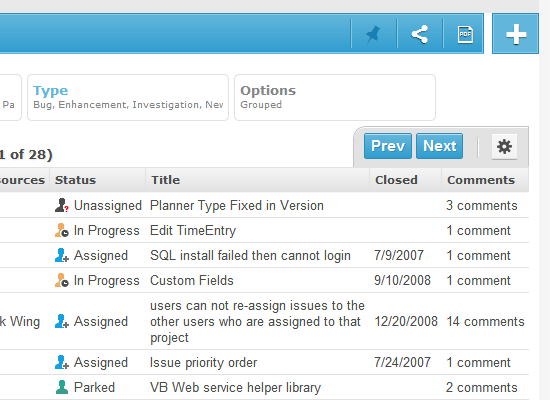 PDF
Type
Options
Pa
Bug, Enhancement, Investigation, New
Grouped
1 of 28)
Prev Next
ources Status Title Closed Comments
Unassigned Planner Type Fixed in Version 3 comments
In Progress Edit TimeEntry 1 comment
Assigned SQL install failed then cannot login 7/9/2007 1 comment
In Progress Custom Fields 9/10/2008 1 comment
users can not re-assign issues to the
k Wing Assigned other users who are assigned to that 12/20/2008 14 comments
project
Assigned Issue priority order 7/24/2007 1 comment
Parked VB Web service helper library 2 comments